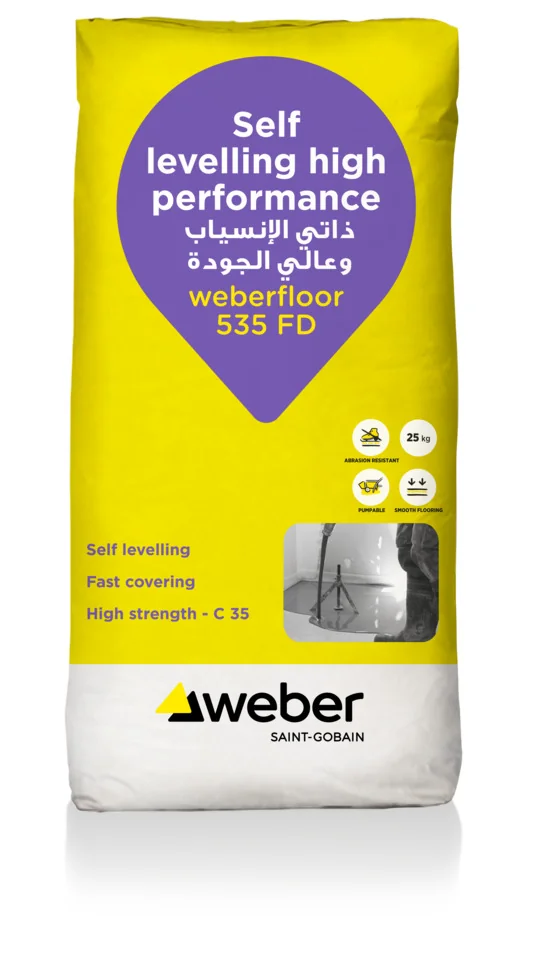 Self
levelling high
performance
ذاتي الإنسياب
وعالي الجودة
weberfloor
535 FD
25 kg
ABRASION RESISTANT
PUMPABLE
SMOOTH FLOORING
Self levelling
Fast covering
High strength - C 35
weber
SAINT-GOBAIN